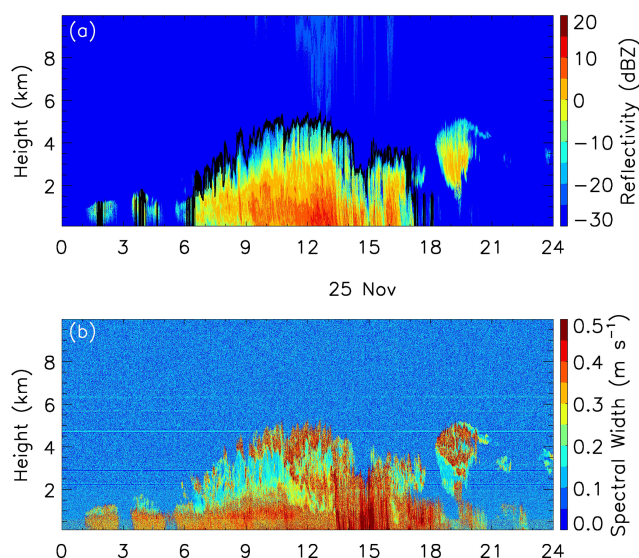 (a)
Height (km)
8
6
4
2
0 3 6 9 12 15 18 21 24
20
10
0
−10
−20
−30
Reflectivity (dBZ)
25 Nov
(b)
Height (km)
8
6
4
2
0 3 6 9 12 15 18 21 24
0.5
0.4
0.3
0.2
0.1
0.0
Spectral Width (m s⁻¹)